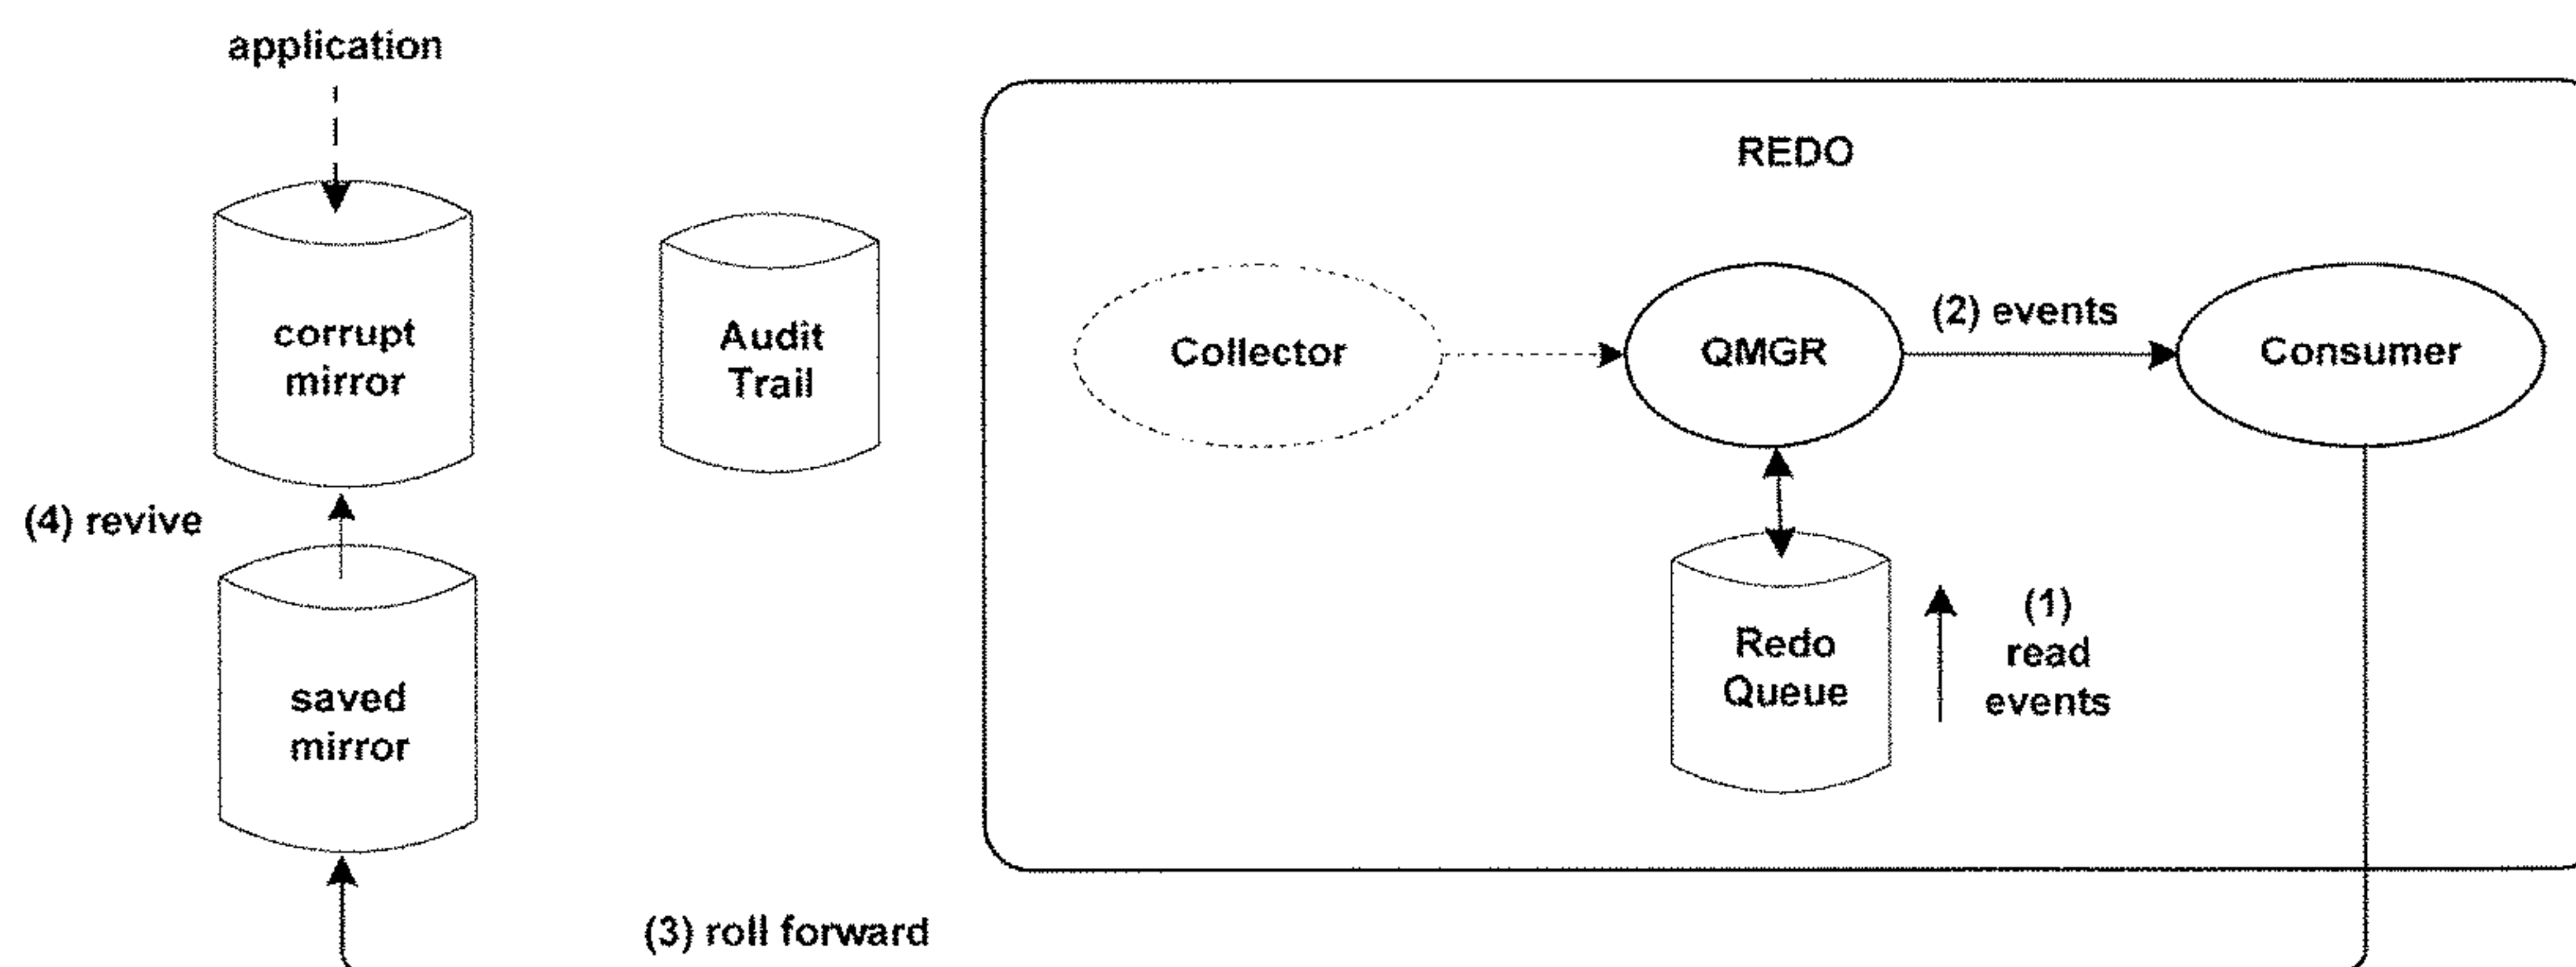 application
REDO
corrupt
mirror
Audit
Trail
Collector
QMGR
(2) events
Consumer
(4) revive
saved
mirror
Redo
Queue
(1)
read
events
(3) roll forward